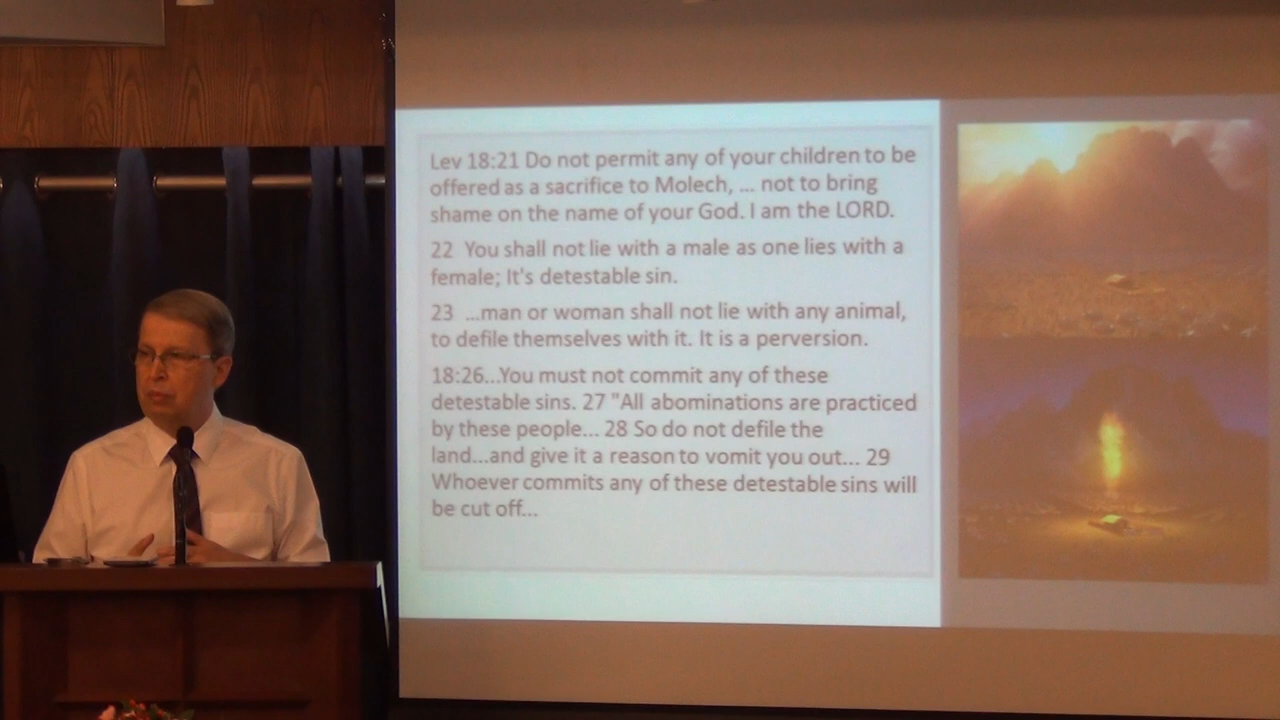 Lev 18:21 Do not permit any of your children to be
offered as a sacrifice to Molech, ... not to bring
shame on the name of your God. I am the LORD.
22  You shall not lie with a male as one lies with a
female; It's detestable sin.
23  ...man or woman shall not lie with any animal,
to defile themselves with it. It is a perversion.
18:26...You must not commit any of these
detestable sins. 27 "All abominations are practiced
by these people... 28 So do not defile the
land...and give it a reason to vomit you out... 29
Whoever commits any of these detestable sins will
be cut off...